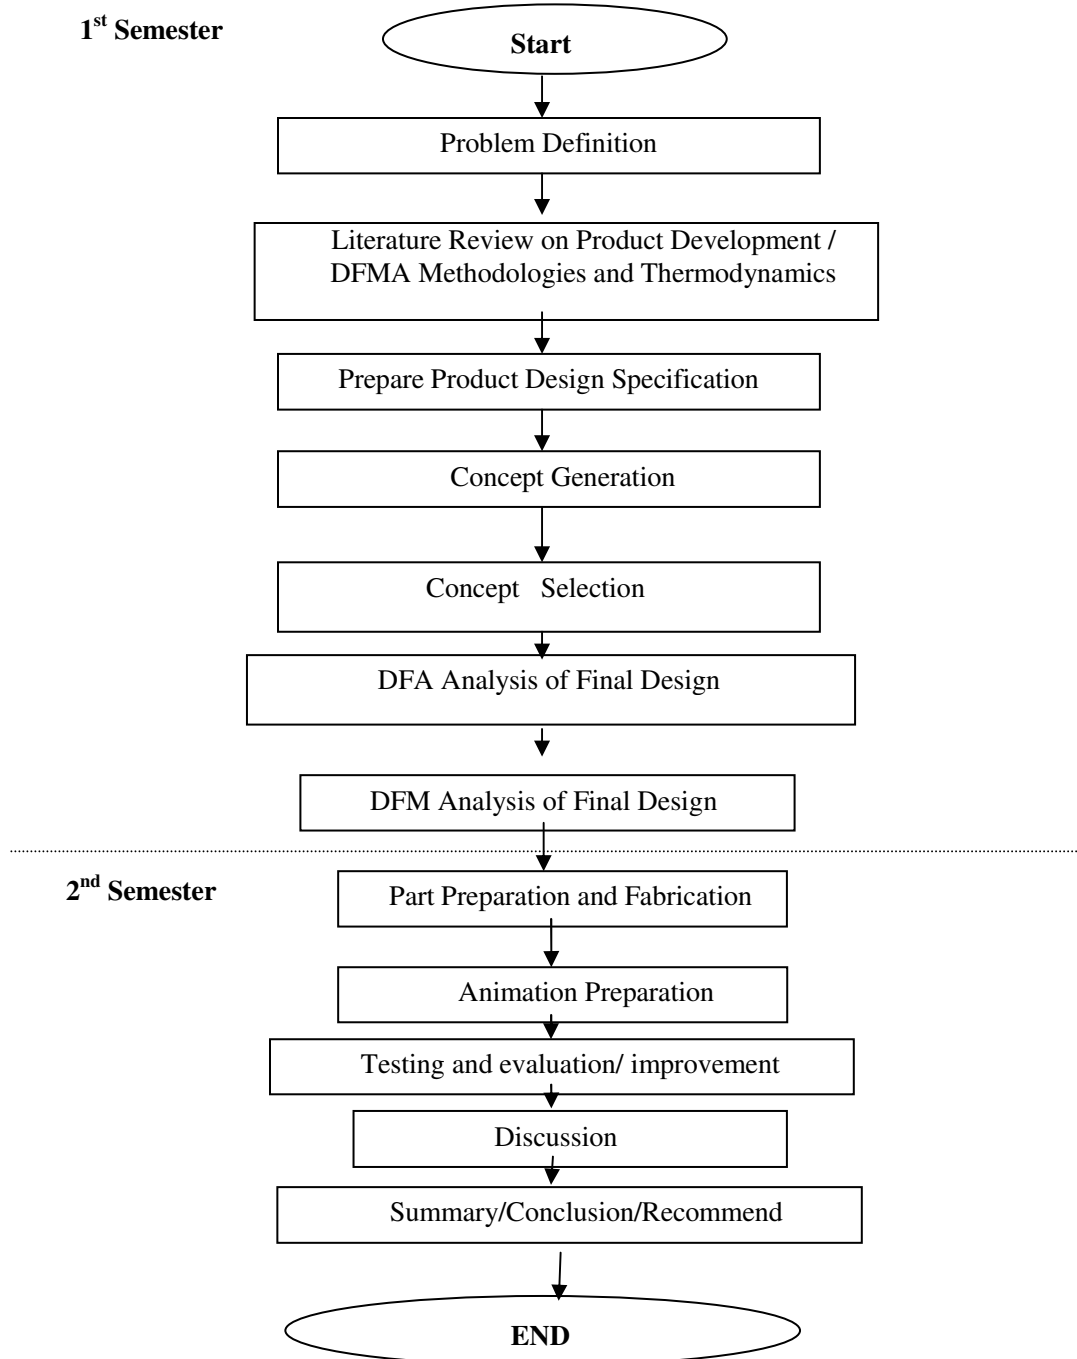 1st Semester
Start
Problem Definition
Literature Review on Product Development /
DFMA Methodologies and Thermodynamics
Prepare Product Design Specification
Concept Generation
Concept Selection
DFA Analysis of Final Design
DFM Analysis of Final Design
2nd Semester
Part Preparation and Fabrication
Animation Preparation
Testing and evaluation/ improvement
Discussion
Summary/Conclusion/Recommend
END